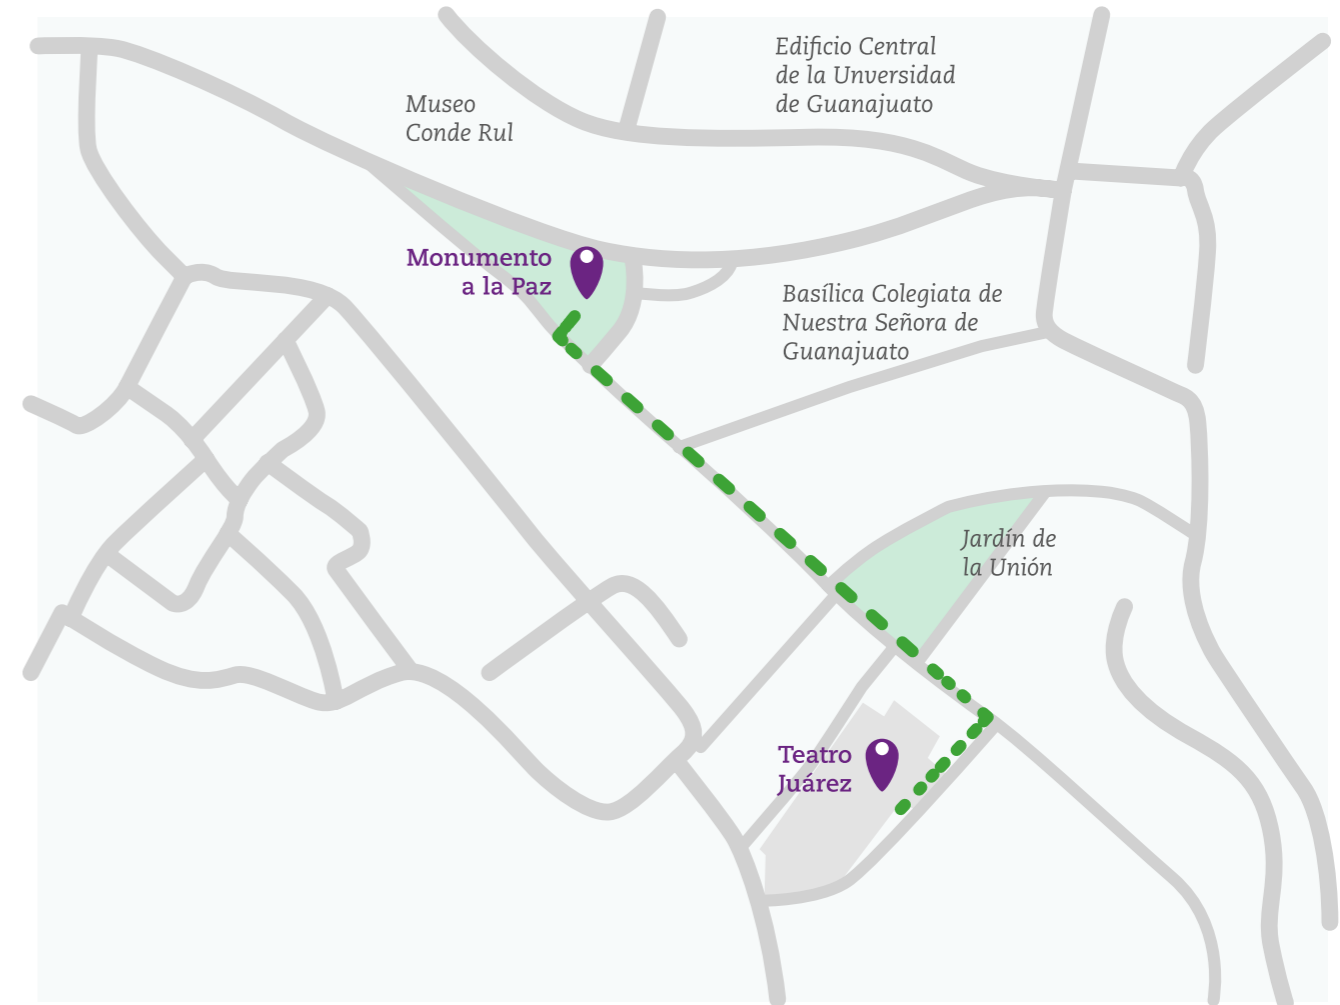 Edificio Central
de la Unversidad
de Guanajuato
Museo
Conde Rul
Monumento
a la Paz
Basílica Colegiata de
Nuestra Señora de
Guanajuato
Jardín de
la Unión
Teatro
Juárez